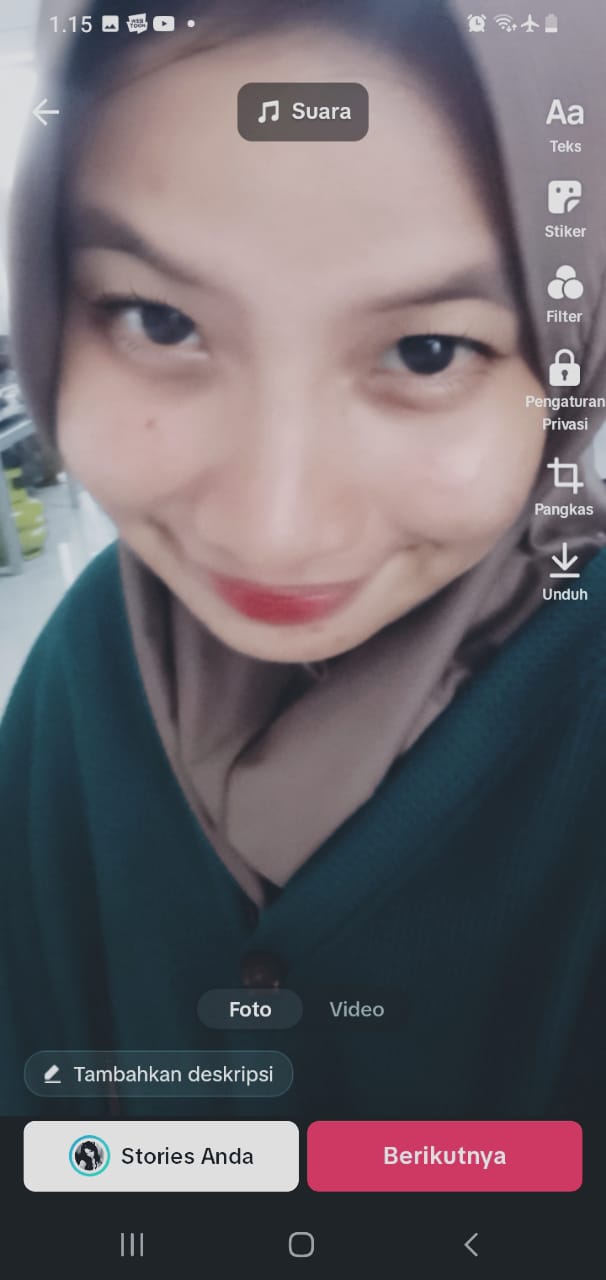 1.15
Suara
Aa
Teks
Stiker
Filter
Pengaturan
Privasi
Pangkas
Unduh
Foto
Video
Tambahkan deskripsi
Stories Anda
Berikutnya